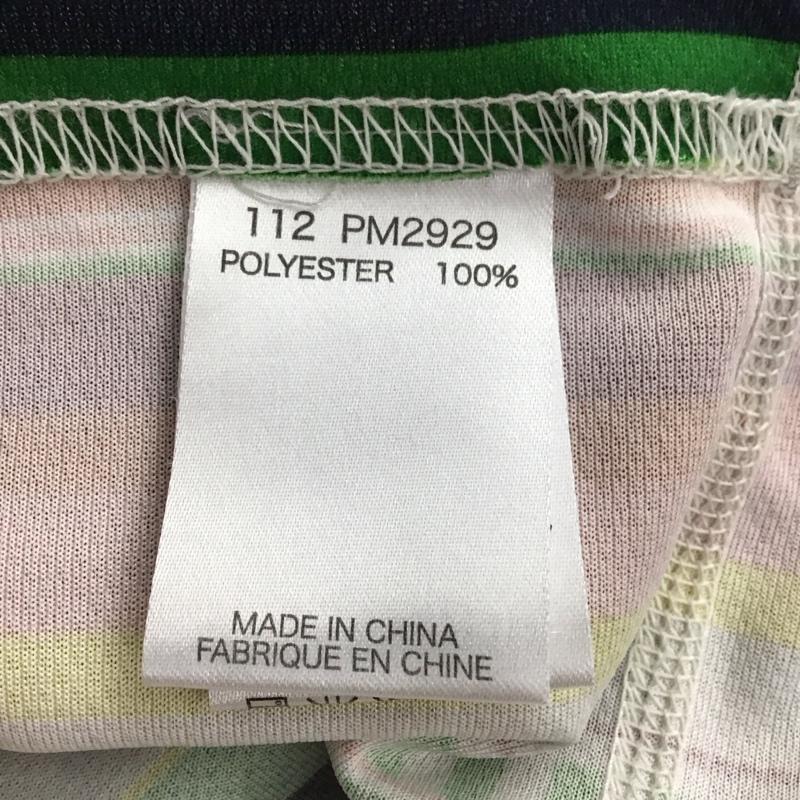 112 PM2929
POLYESTER 100%
MADE IN CHINA
FABRIQUE EN CHINE